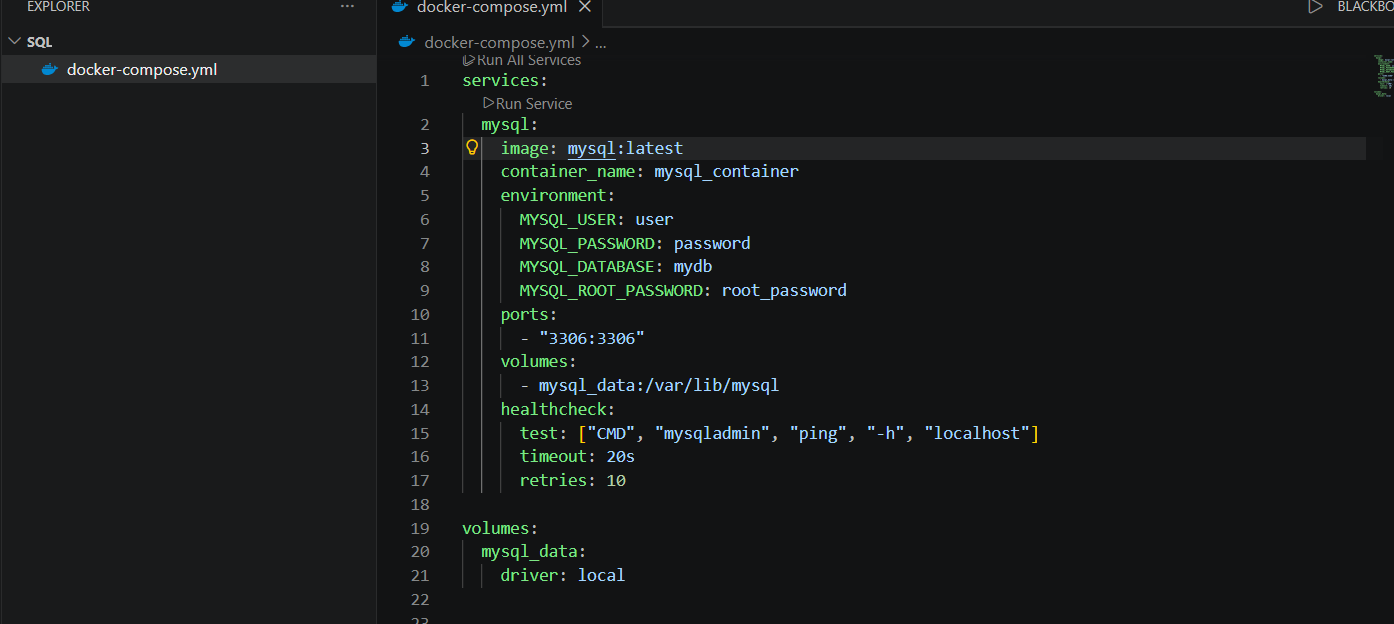 EXPLORER
...
docker-compose.yml
BLACKBO
SQL
docker-compose.yml
docker-compose.yml > ...
Run All Services
1 services:
Run Service
2 mysql:
3 image: mysql:latest
4 container_name: mysql_container
5 environment:
6 MYSQL_USER: user
7 MYSQL_PASSWORD: password
8 MYSQL_DATABASE: mydb
9 MYSQL_ROOT_PASSWORD: root_password
10 ports:
11 - "3306:3306"
12 volumes:
13 - mysql_data:/var/lib/mysql
14 healthcheck:
15 test: ["CMD", "mysqladmin", "ping", "-h", "localhost"]
16 timeout: 20s
17 retries: 10
18
19 volumes:
20 mysql_data:
21 driver: local
22
23